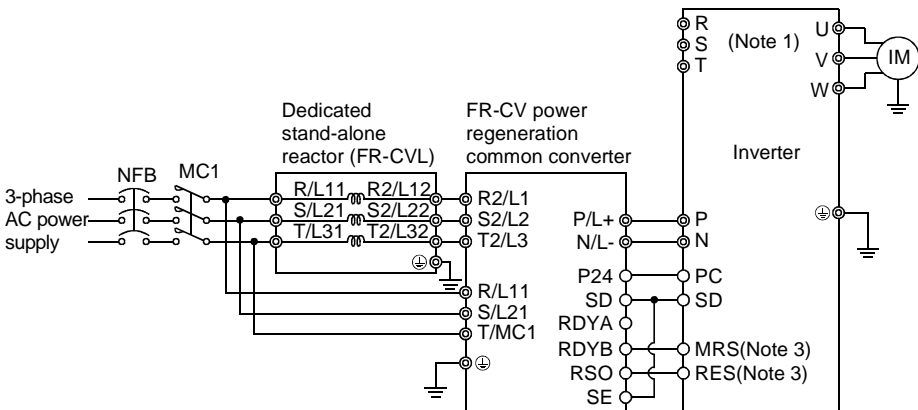 R
S
T
(Note 1)
U
V
W
IM
Dedicated
stand-alone
reactor (FR-CVL)
FR-CV power
regeneration
common converter
Inverter
NFB
MC1
3-phase
AC power
supply
R/L11
R2/L12
S/L21
S2/L22
T/L31
T2/L32
R2/L1
S2/L2
T2/L3
R/L11
S/L21
T/MC1
P/L+
N/L-
P24
SD
RDYA
RDYB
RSO
SE
P
N
PC
SD
MRS(Note 3)
RES(Note 3)